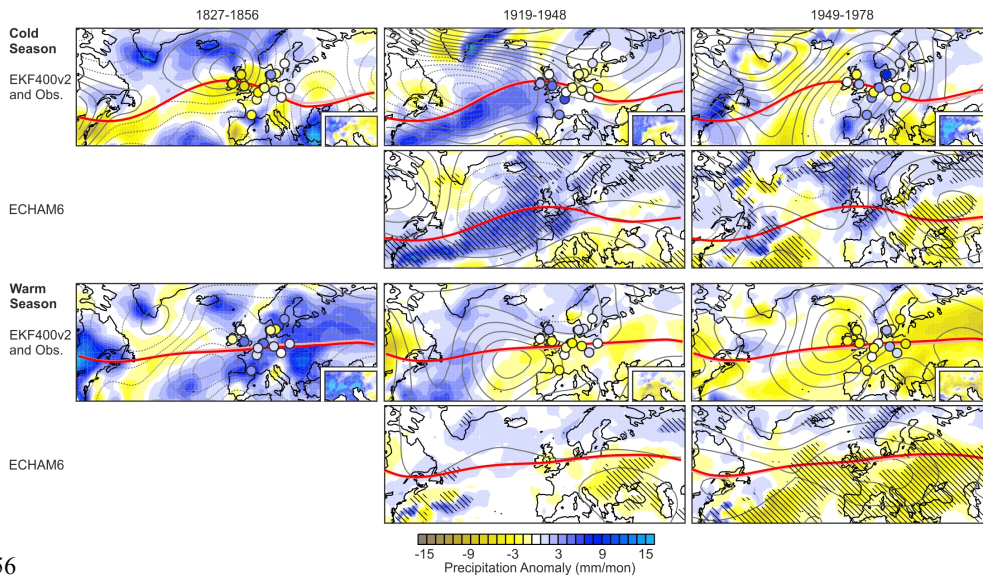 1827-1856 1919-1948 1949-1978
Cold
Season
EKF400v2
and Obs.
ECHAM6
Warm
Season
EKF400v2
and Obs.
ECHAM6
-15 -9 -3 3 9 15
Precipitation Anomaly (mm/mon)
56